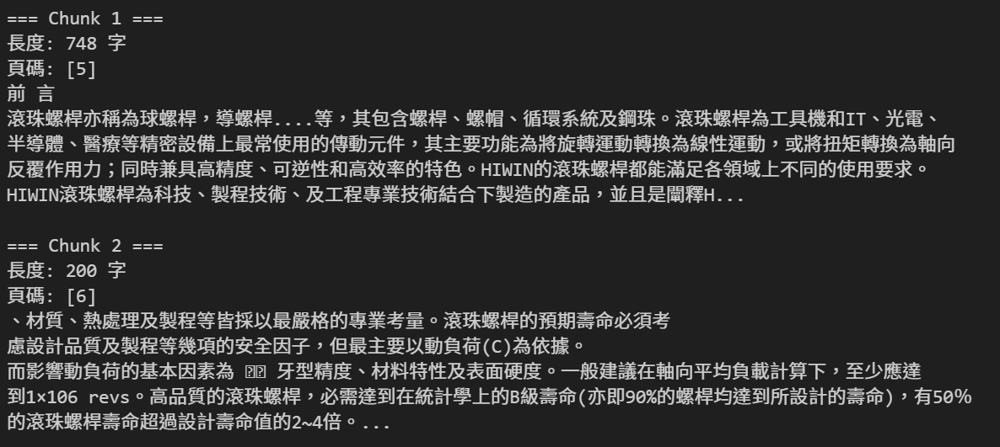 === Chunk 1 ===
長度: 748 字
頁碼: [5]
前 言
滾珠螺桿亦稱為球螺桿，導螺桿....等，其包含螺桿、螺帽、循環系統及鋼珠。滾珠螺桿為工具機和IT、光電、
半導體、醫療等精密設備上最常使用的傳動元件，其主要功能為將旋轉運動轉換為線性運動，或將扭矩轉換為軸向
反覆作用力；同時兼具高精度、可逆性和高效率的特色。HIWIN的滾珠螺桿都能滿足各領域上不同的使用要求。
HIWIN滾珠螺桿為科技、製程技術、及工程專業技術結合下製造的產品，並且是闡釋H...
=== Chunk 2 ===
長度: 200 字
頁碼: [6]
、材質、熱處理及製程等皆採以最嚴格的專業考量。滾珠螺桿的預期壽命必須考
慮設計品質及製程等幾項的安全因子，但最主要以動負荷(C)為依據。
而影響動負荷的基本因素為 牙型精度、材料特性及表面硬度。一般建議在軸向平均負載計算下，至少應達
到1×106 revs。高品質的滾珠螺桿，必需達到在統計學上的B級壽命(亦即90%的螺桿均達到所設計的壽命)，有50%
的滾珠螺桿壽命超過設計壽命值的2~4倍。...